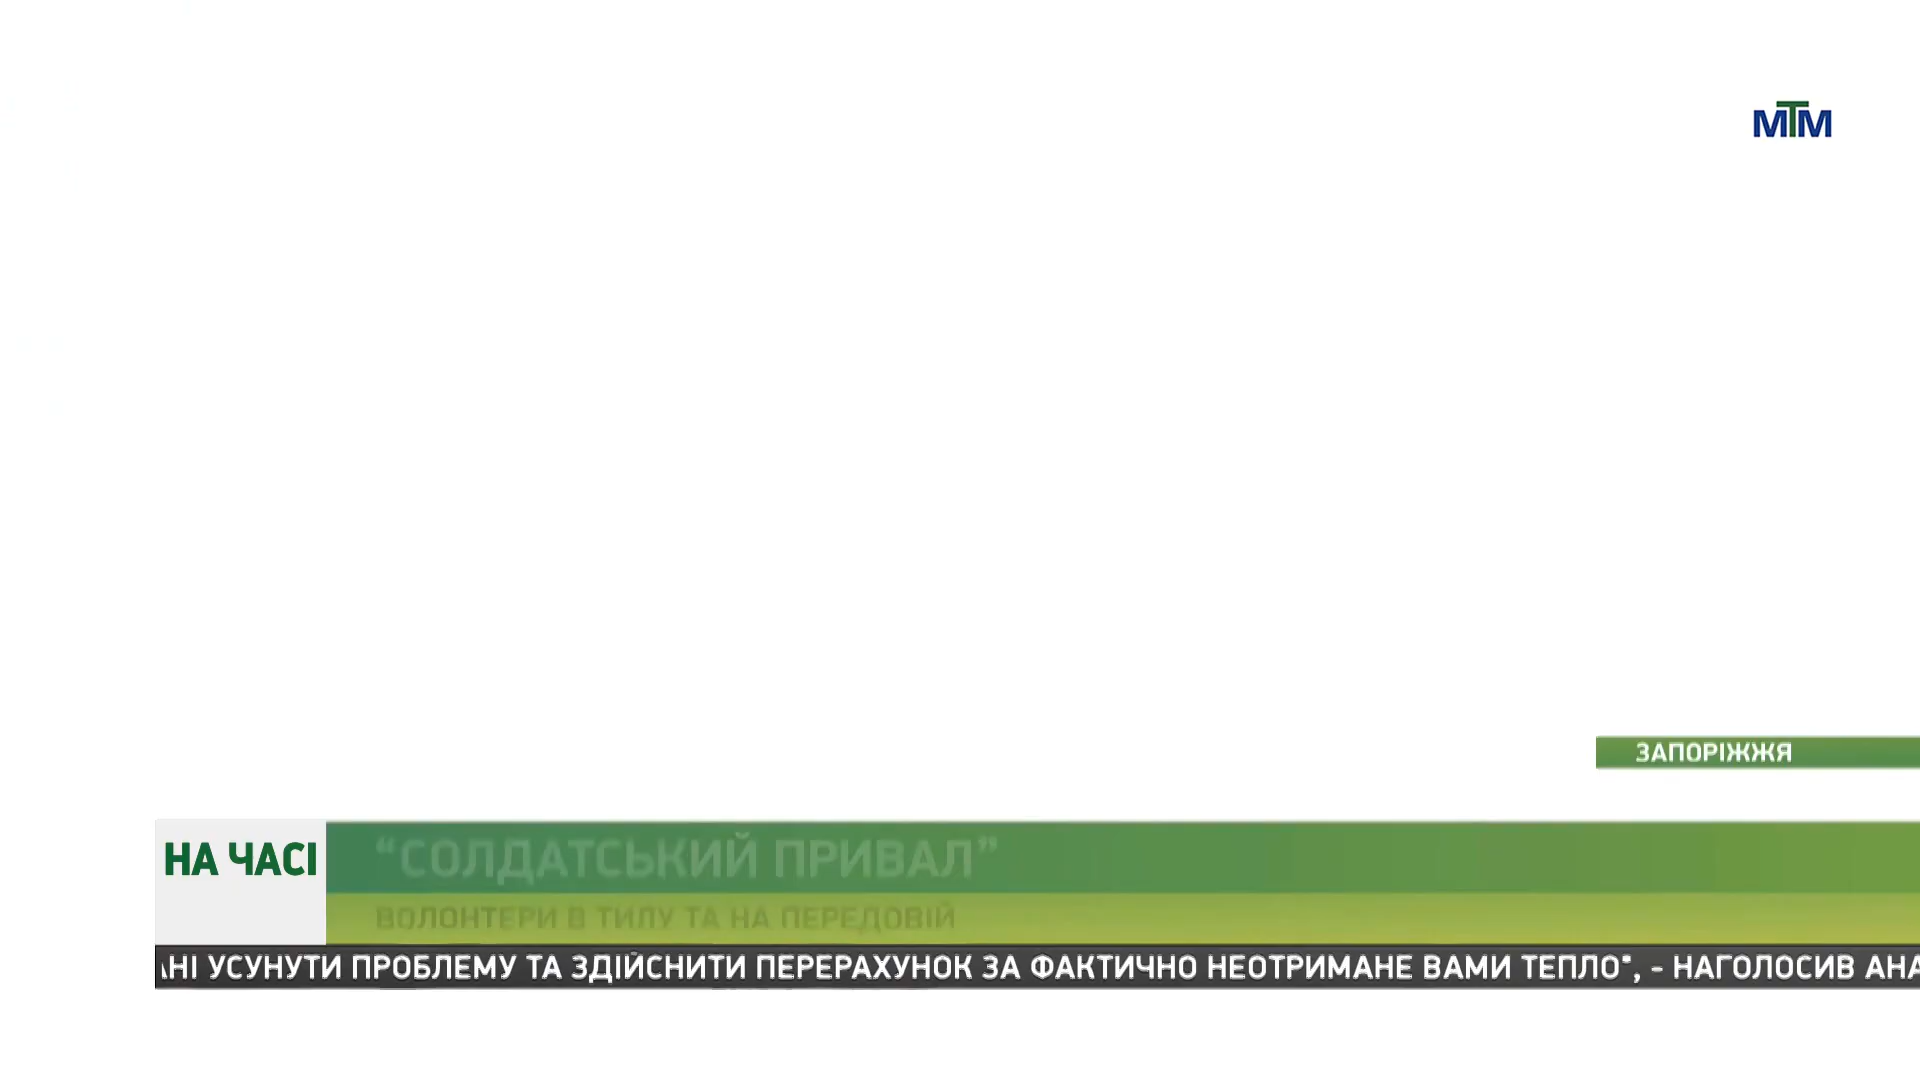 МТМ
ЗАПОРІЖЖЯ
НА ЧАСІ
“СОЛДАТСЬКИЙ ПРИВАЛ”
ВОЛОНТЕРИ В ТИЛУ ТА НА ПЕРЕДОВІЙ
УСУНУТИ ПРОБЛЕМУ ТА ЗДІЙСНИТИ ПЕРЕРАХУНОК ЗА ФАКТИЧНО НЕОТРИМАНЕ ВАМИ ТЕПЛО", - НАГОЛОСИВ